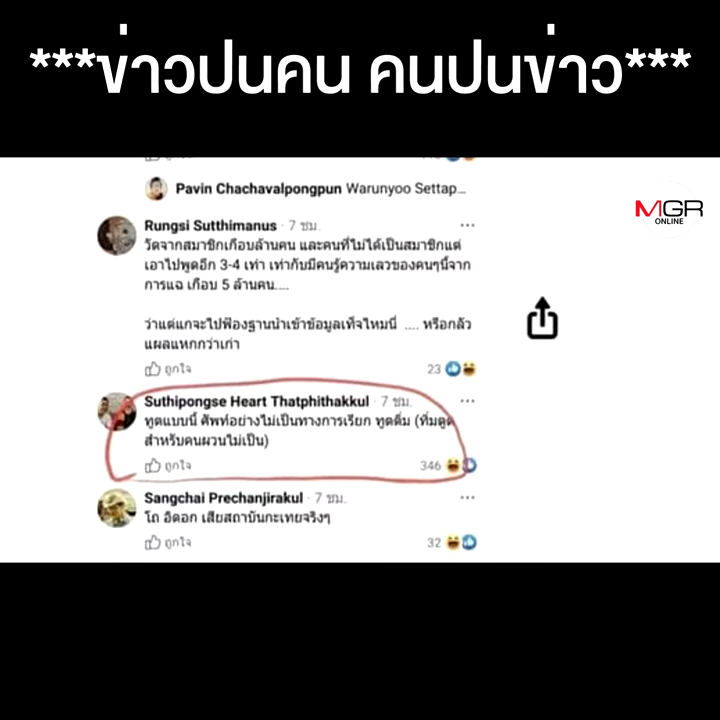 ***ข่าวปนคน คนปนข่าว***
Pavin Chachavalpongpun Warunyoo Settap...
MGR
ONLINE
Rungsi Sutthimanus · 7 ชม.
วัดจากสมาชิกเกือบล้านคน และคนที่ไม่ได้เป็นสมาชิกแต่
เอาไปพูดอีก 3-4 เท่า เท่ากับมีคนรู้ความเลวของคนๆนี้จาก
การแฉ เกือบ 5 ล้านคน....
ว่าแต่แกจะไปฟ้องฐานนำเข้าข้อมูลเท็จไหมนี่ .... หรือกลัว
แผลแหกกว่าเก่า
ถูกใจ 23
Suthipongse Heart Thatphithakkul · 7 ชม.
ทูตแบบนี้ ศัพท์อย่างไม่เป็นทางการเรียก ทูตดิ่ม (ที่มตูด
สำหรับคนผวนไม่เป็น)
ถูกใจ 346
Sangchai Prechanjirakul · 7 ชม.
โถ อิดอก เสียสถาบันกะเทยจริงๆ
ถูกใจ 32